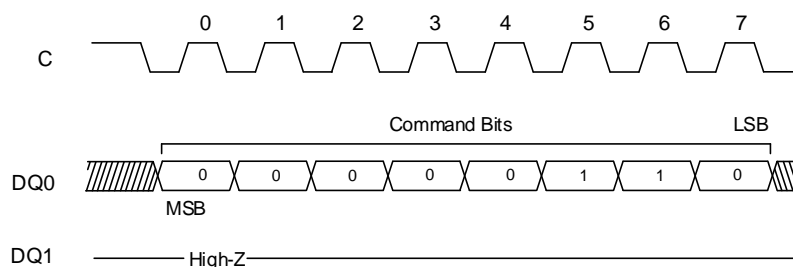 0 1 2 3 4 5 6 7
C
Command Bits LSB
DQ0 0 0 0 0 0 1 1 0
MSB
DQ1 High-Z